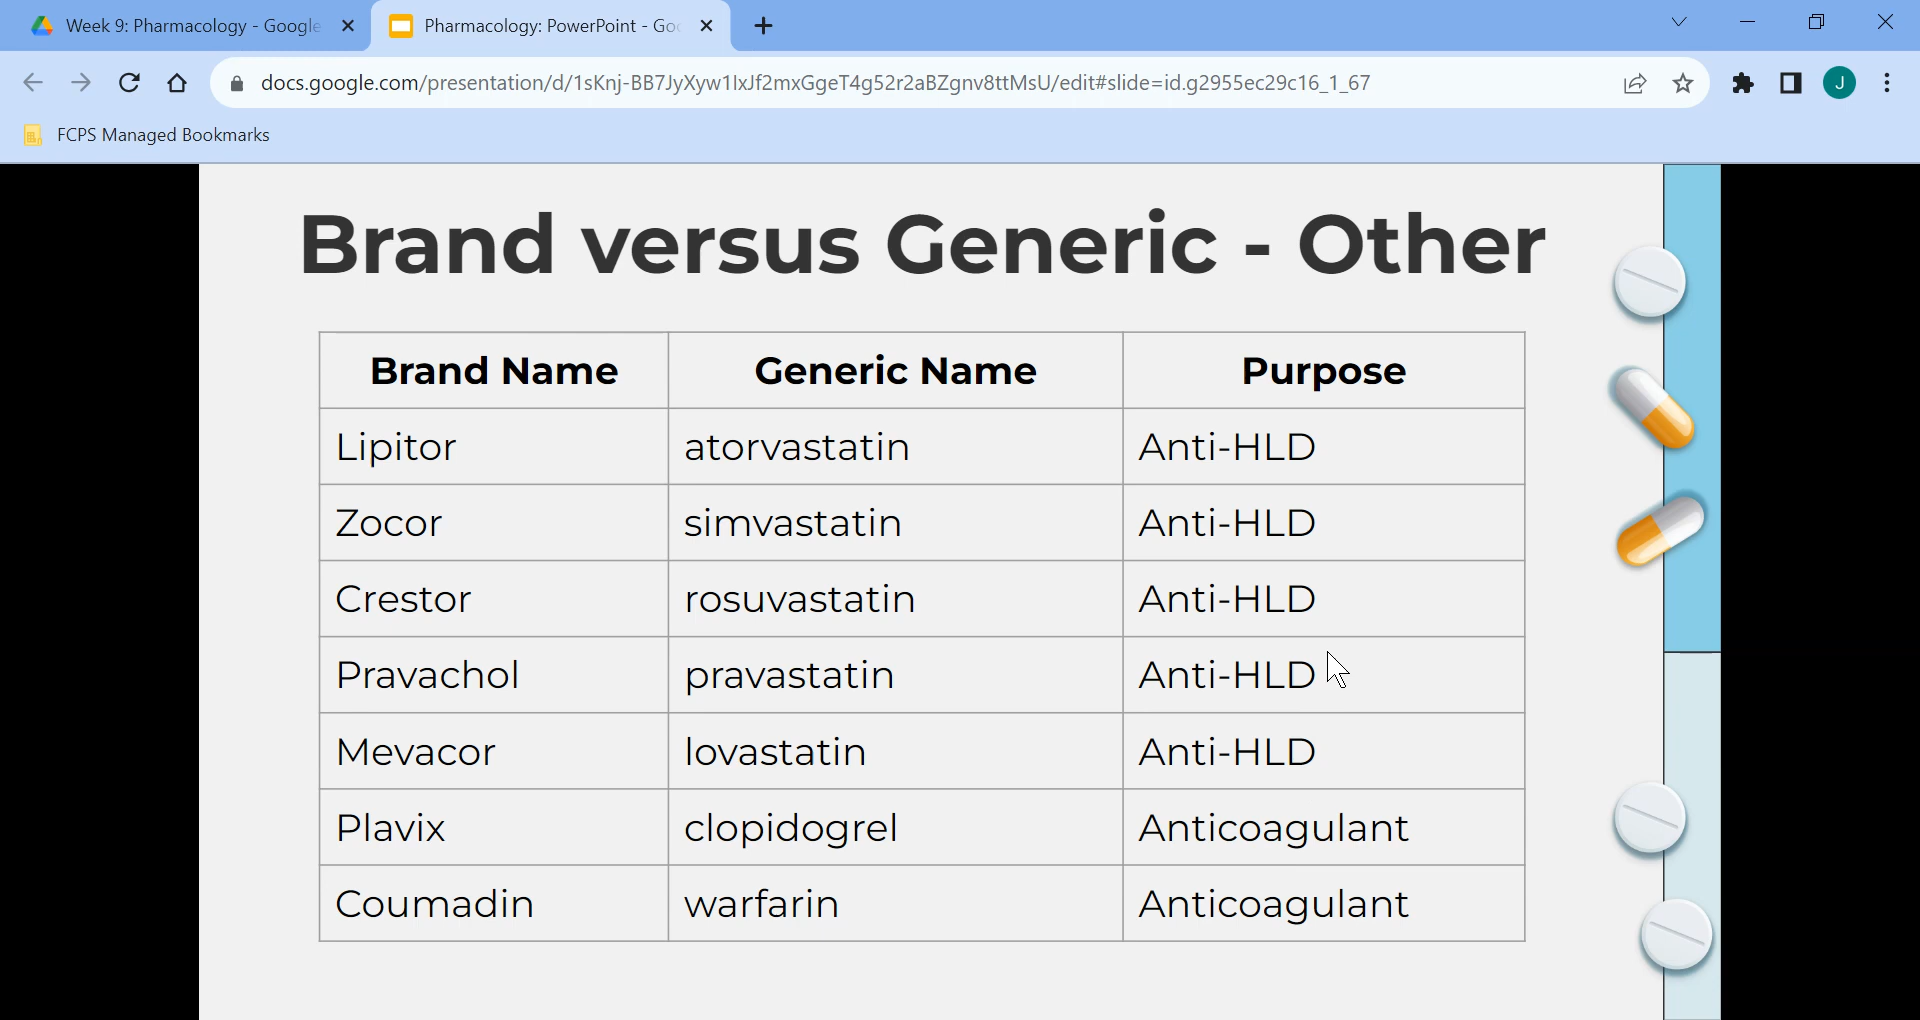 Week 9: Pharmacology - Google
Pharmacology: PowerPoint - Goo
docs.google.com/presentation/d/1sKnj-BB7JyXyw1IxJf2mxGgeT4g52r2aBZgnv8ttMsU/edit#slide=id.g2955ec29c16_1_67
J
FCPS Managed Bookmarks
Brand versus Generic - Other
Brand Name Generic Name Purpose
Lipitor atorvastatin Anti-HLD
Zocor simvastatin Anti-HLD
Crestor rosuvastatin Anti-HLD
Pravachol pravastatin Anti-HLD
Mevacor lovastatin Anti-HLD
Plavix clopidogrel Anticoagulant
Coumadin warfarin Anticoagulant